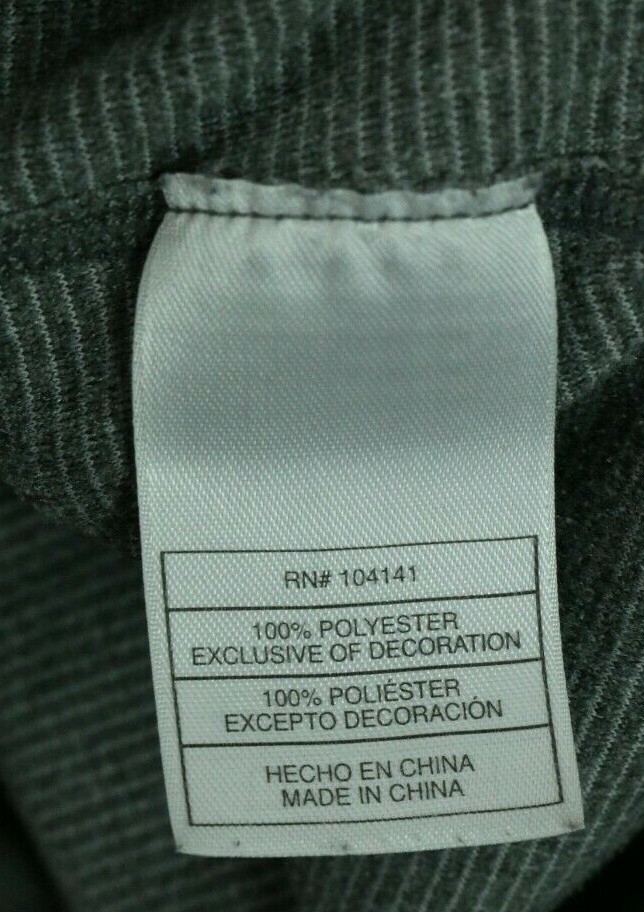 RN# 104141
100% POLYESTER
EXCLUSIVE OF DECORATION
100% POLIÉSTER
EXCEPTO DECORACIÓN
HECHO EN CHINA
MADE IN CHINA